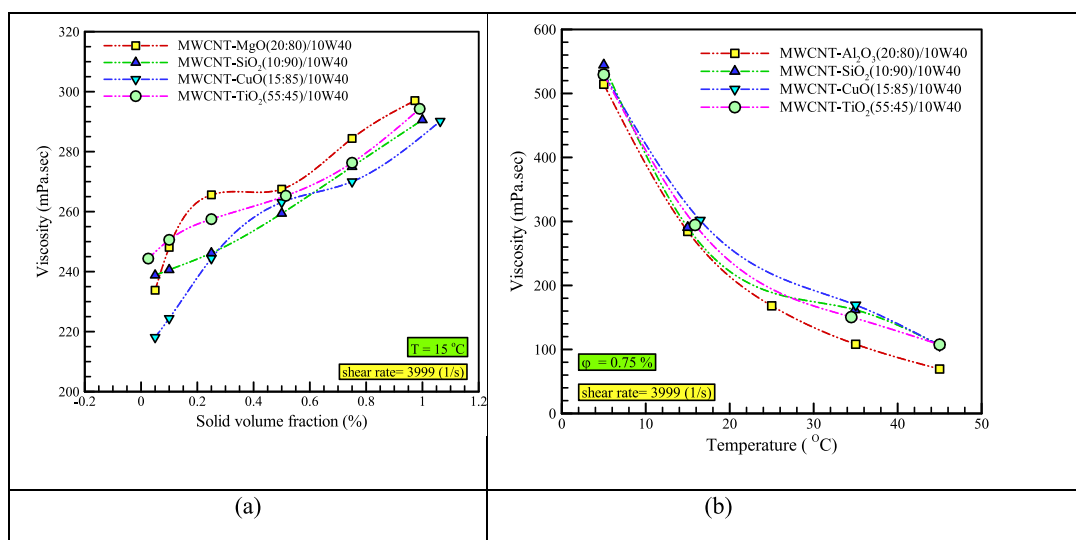 320
300
280
260
240
220
200
Viscosity (mPa.sec)
MWCNT-MgO(20:80)/10W40
MWCNT-SiO₂(10:90)/10W40
MWCNT-CuO(15:85)/10W40
MWCNT-TiO₂(55:45)/10W40
T = 15 °C
shear rate= 3999 (1/s)
-0.2 0 0.2 0.4 0.6 0.8 1 1.2
Solid volume fraction (%)
(a)
600
500
400
300
200
100
0
Viscosity (mPa.sec)
MWCNT-Al₂O₃(20:80)/10W40
MWCNT-SiO₂(10:90)/10W40
MWCNT-CuO(15:85)/10W40
MWCNT-TiO₂(55:45)/10W40
φ = 0.75 %
shear rate= 3999 (1/s)
0 10 20 30 40 50
Temperature ( °C)
(b)